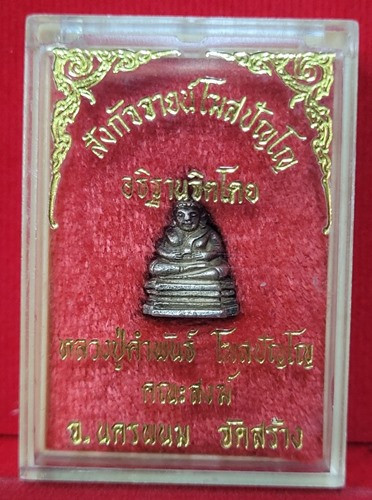 สังกัจจายน์โฆสปัญโญ
อธิฐานจิตโดย
หลวงปู่คำพันธ์ โฆสปัญโญ
คณะสงฆ์
จ.นครพนม จัดสร้าง